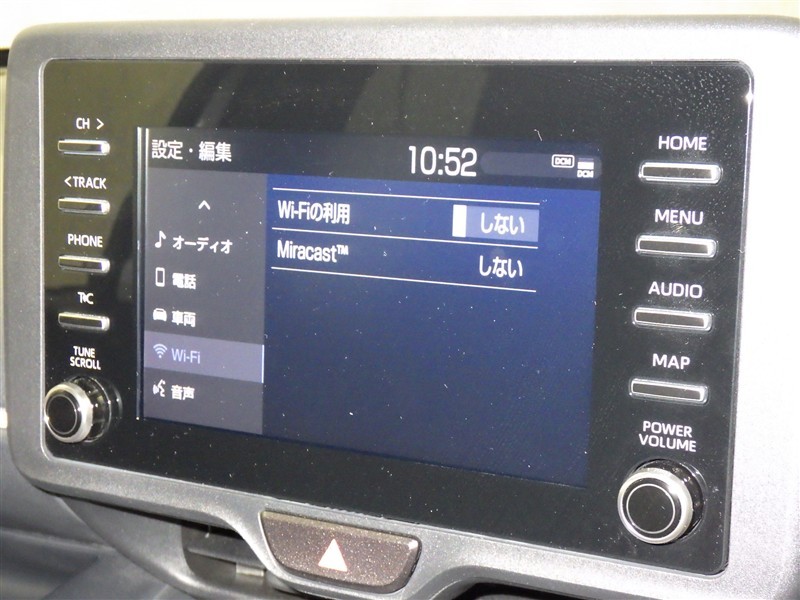 CH >
< TRACK
PHONE
TC
TUNE
SCROLL
設定・編集
10:52
DCM
DCM
オーディオ
電話
車両
Wi-Fi
音声
Wi-Fiの利用 しない
Miracast™ しない
HOME
MENU
AUDIO
MAP
POWER
VOLUME